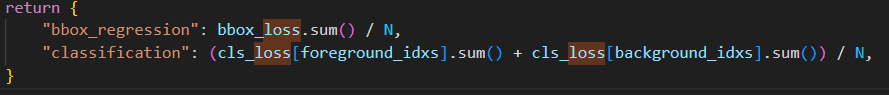 return {
"bbox_regression": bbox_loss.sum() / N,
"classification": (cls_loss[foreground_idxs].sum() + cls_loss[background_idxs].sum()) / N,
}